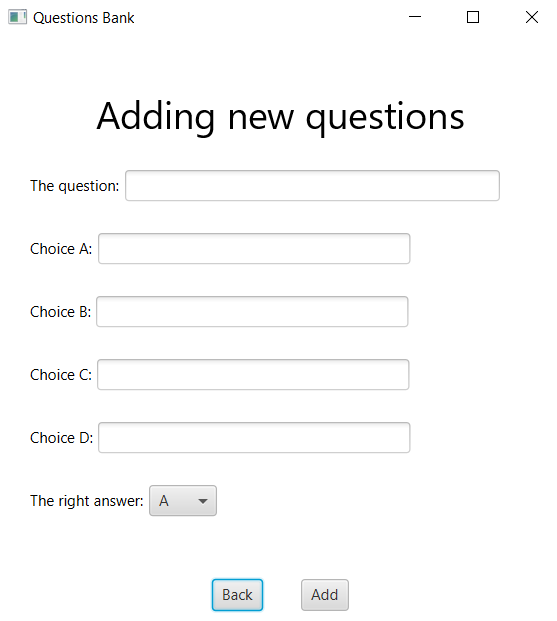 Questions Bank
Adding new questions
The question:
Choice A:
Choice B:
Choice C:
Choice D:
The right answer: A
Back Add